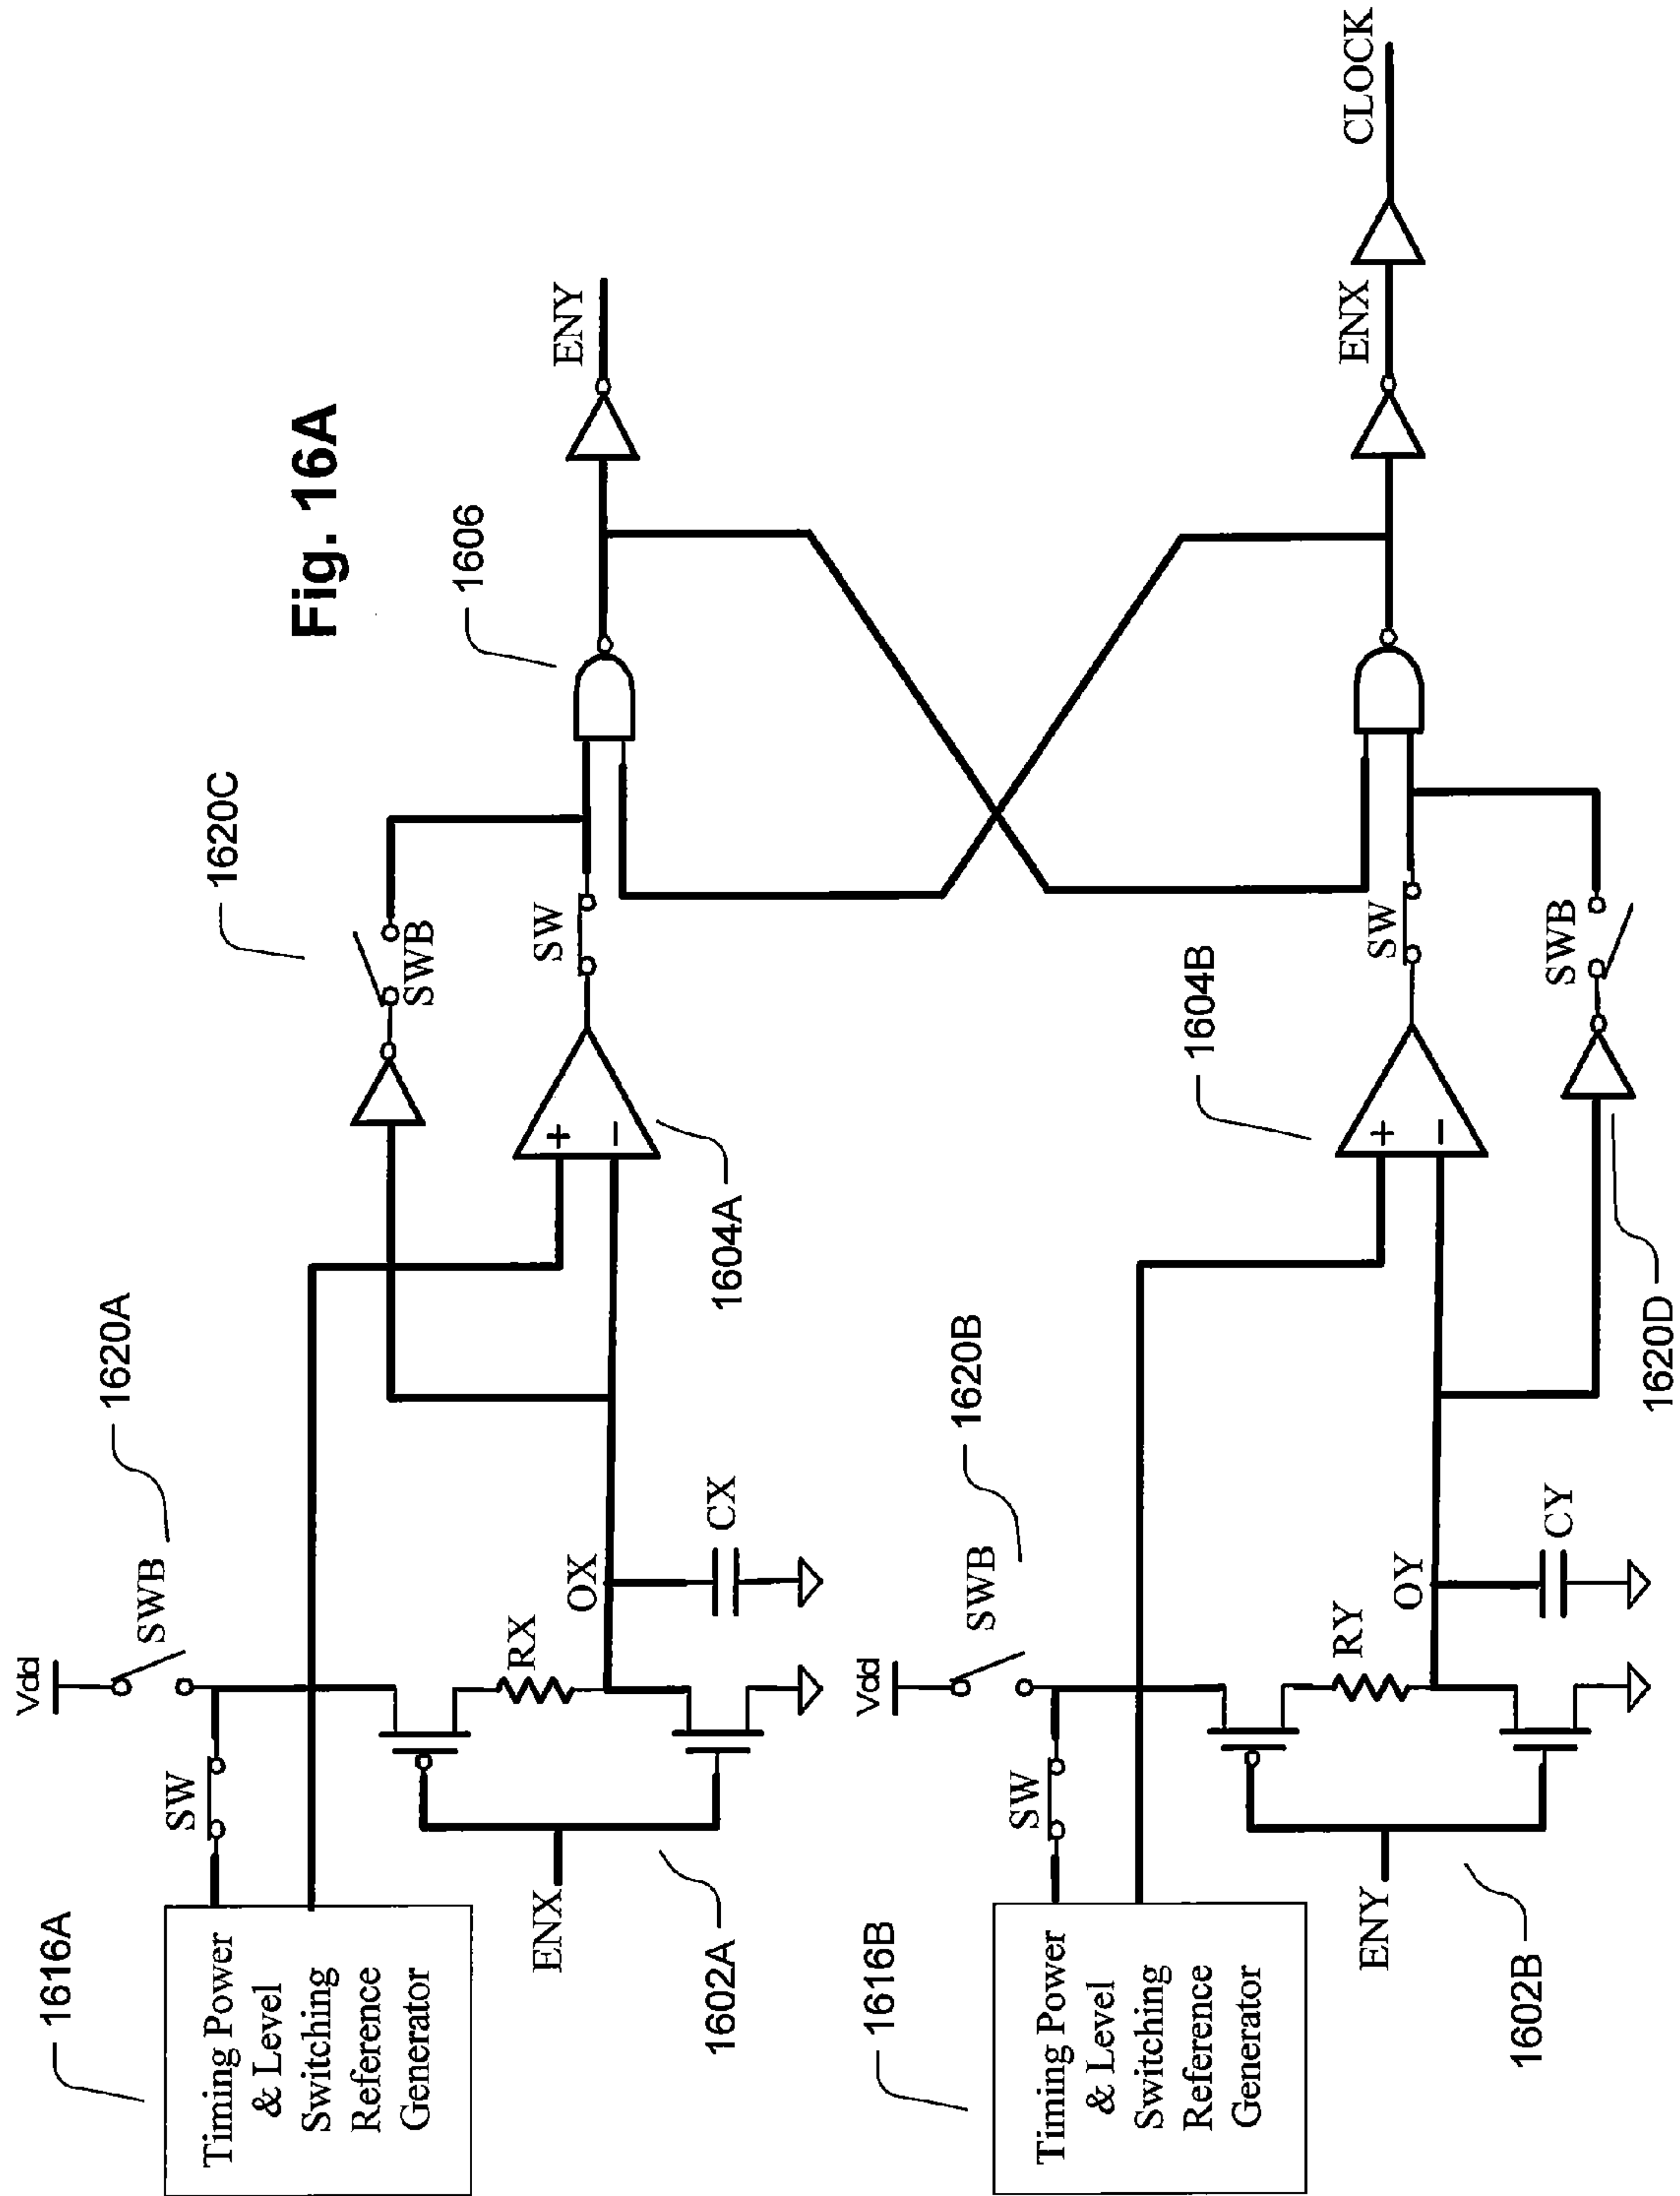 Fig. 16A
1616A
Timing Power
& Level
Switching
Reference
Generator
SW
Vdd
SWB
1620A
ENX
1602A
RX
OX
CX
1604A
+
−
SWB
1620C
SW
1606
ENY
1616B
Timing Power
& Level
Switching
Reference
Generator
SW
Vdd
SWB
1620B
ENY
1602B
RY
OY
CY
1604B
+
−
SW
SWB
1620D
ENX
CLOCK